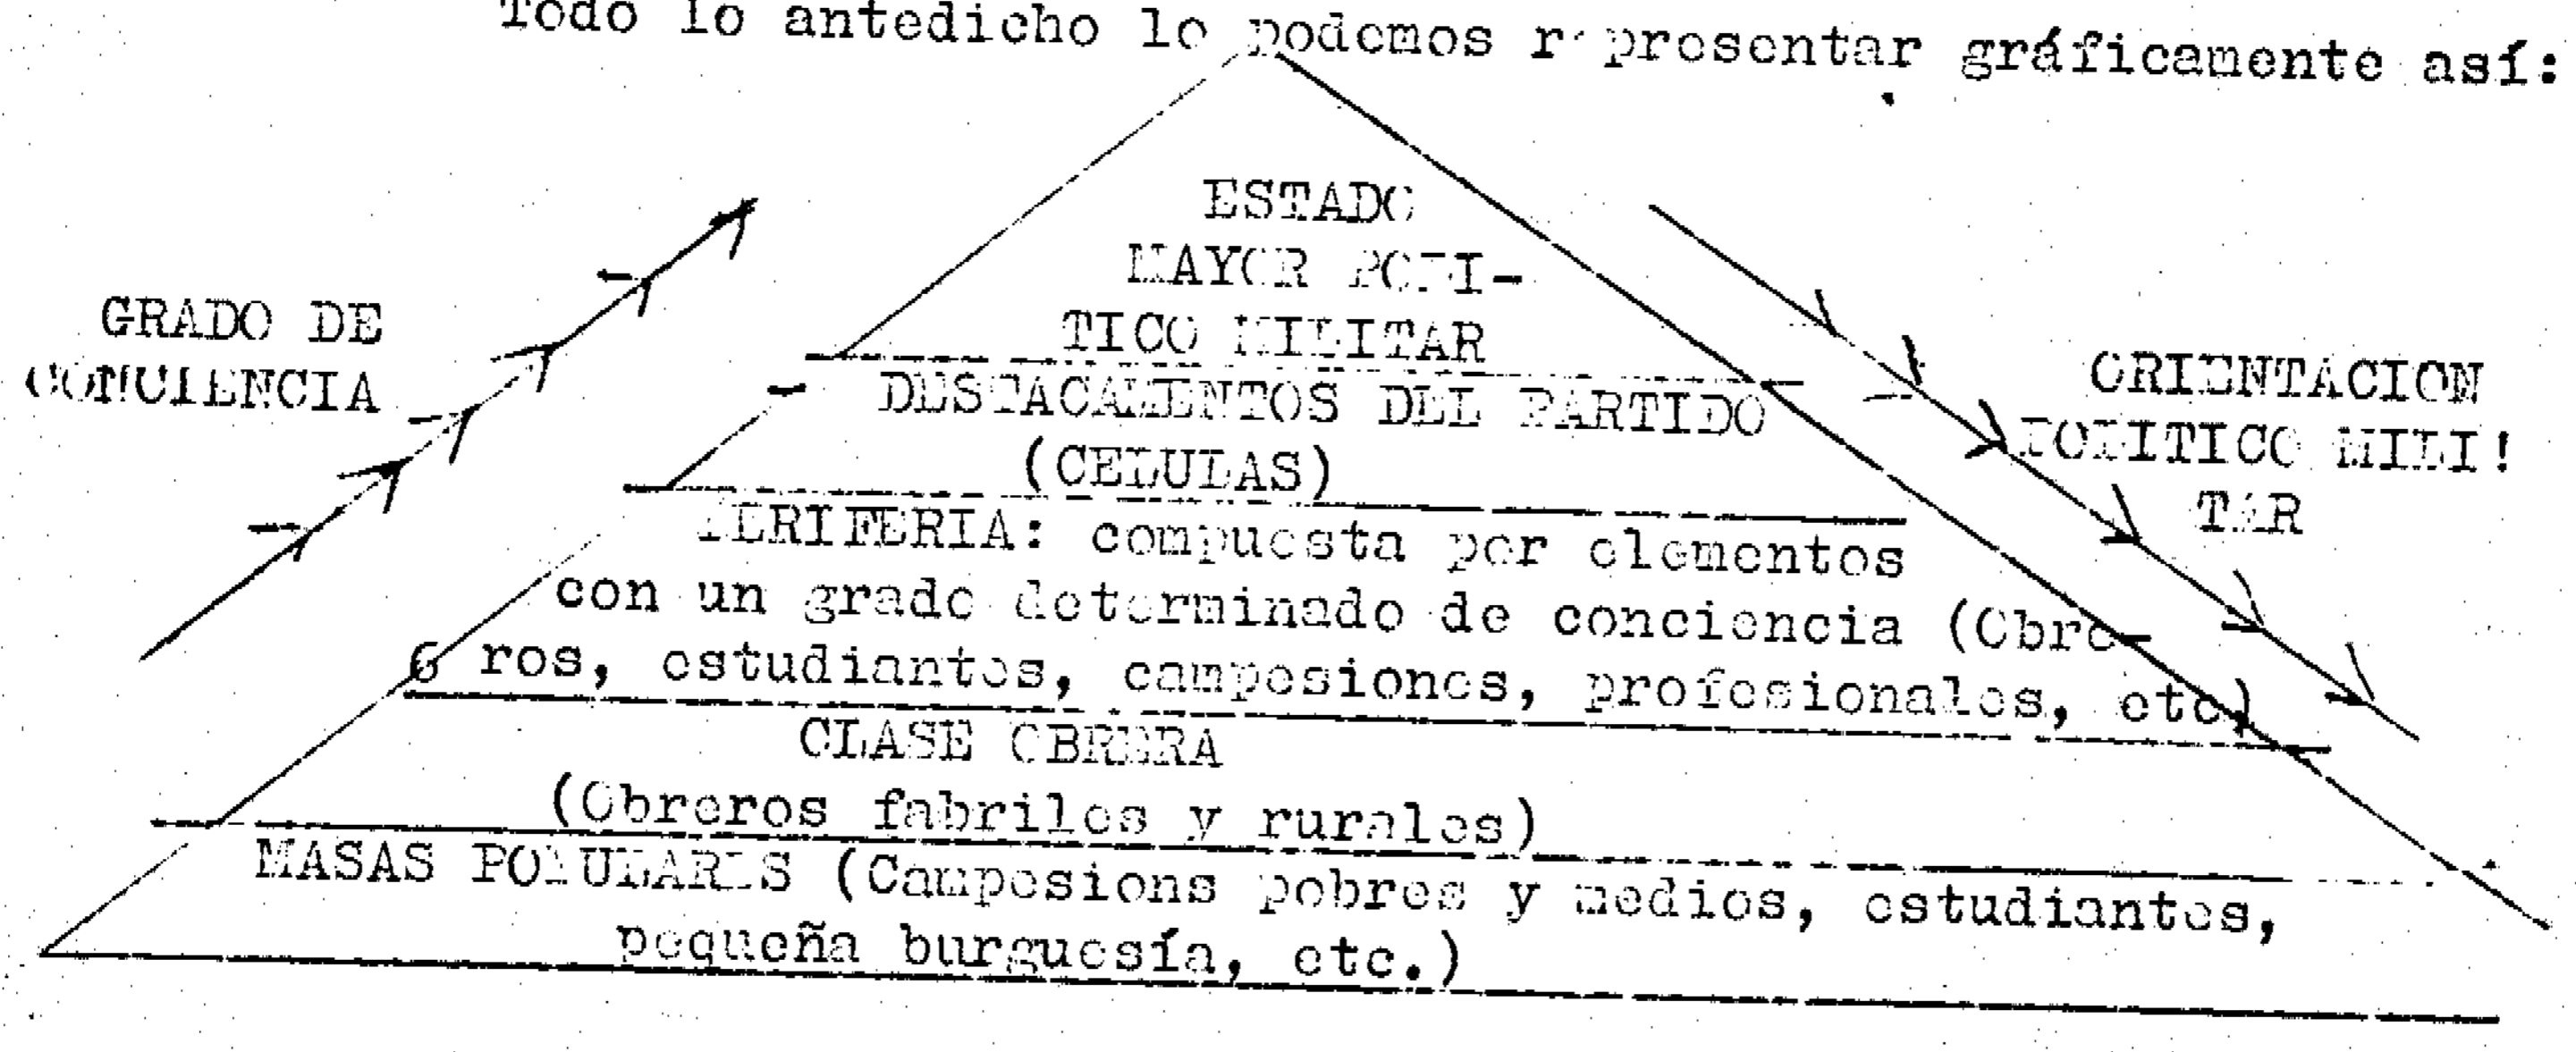 Todo lo antedicho lo podemos representar gráficamente así:
ESTADO
MAYOR POLI-
TICO MILITAR
GRADO DE
CONCIENCIA
ORIENTACION
POLITICO MILI!
TAR
DESTACAMENTOS DEL PARTIDO
(CELULAS)
PERIFERIA: compuesta por elementos
con un grado determinado de conciencia (Obre-
ros, estudiantes, campesiones, profesionales, etc)
CLASE OBRERA
(Obreros fabriles y rurales)
MASAS POPULARES (Campesions pobres y medios, estudiantes,
pequeña burguesía, etc.)